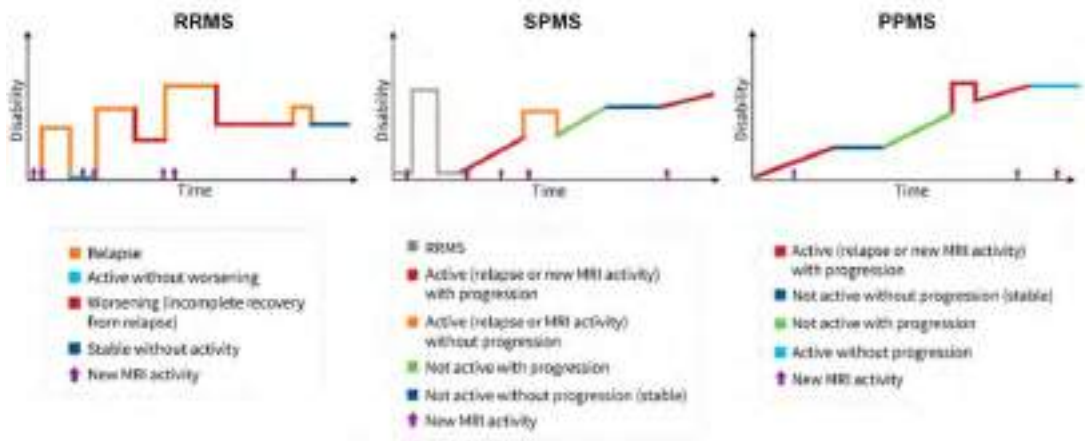 RRMS
SPMS
PPMS
Disability
Time
Disability
Time
Disability
Time
Relapse
Active without worsening
Worsening (incomplete recovery
from relapse)
Stable without activity
New MRI activity
RRMS
Active (relapse or new MRI activity)
with progression
Active (relapse or MRI activity)
without progression
Not active with progression
Not active without progression (stable)
New MRI activity
Active (relapse or new MRI activity)
with progression
Not active without progression (stable)
Not active with progression
Active without progression
New MRI activity